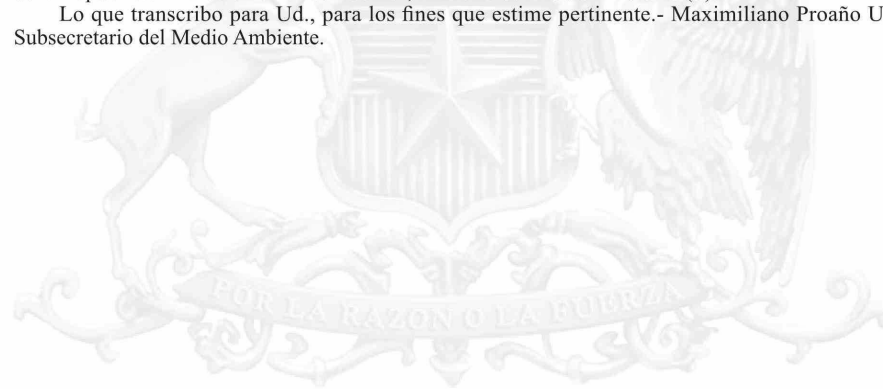 Lo que transcribo para Ud., para los fines que estime pertinente.- Maximiliano Proaño U
Subsecretario del Medio Ambiente.
POR LA RAZON O LA FUERZA